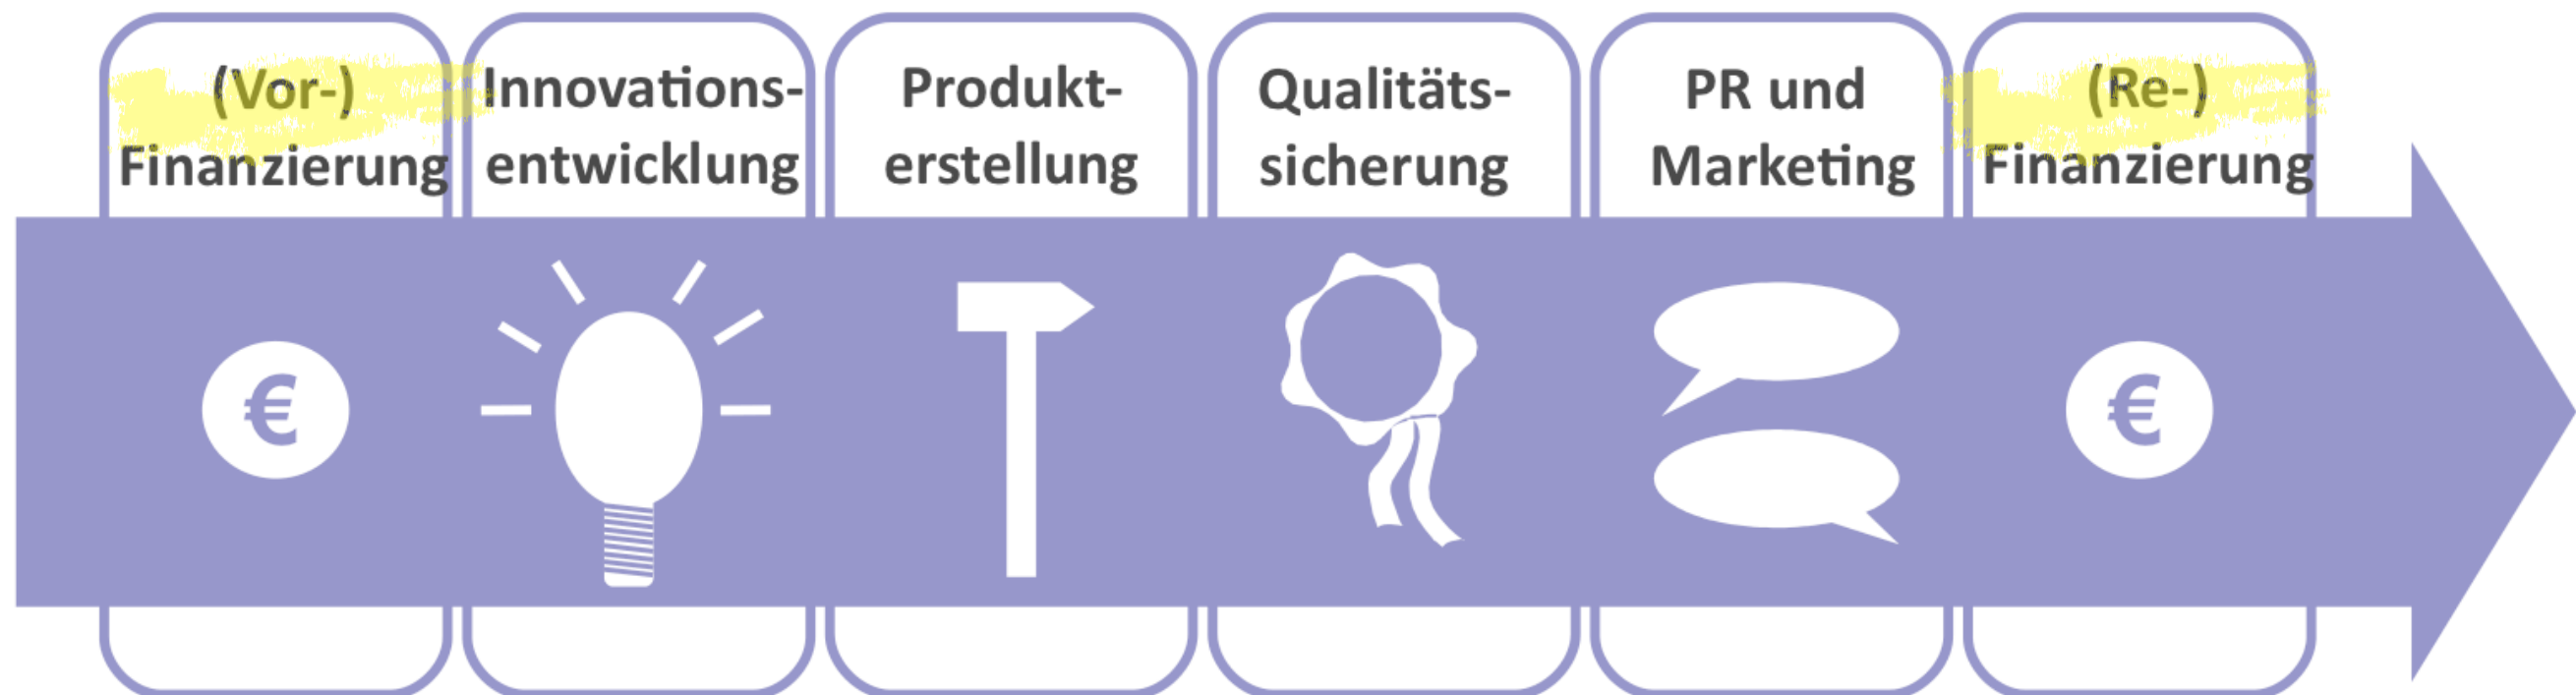 (Vor-)
Finanzierung
Innovations-
entwicklung
Produkt-
erstellung
Qualitäts-
sicherung
PR und
Marketing
(Re-)
Finanzierung
€
€